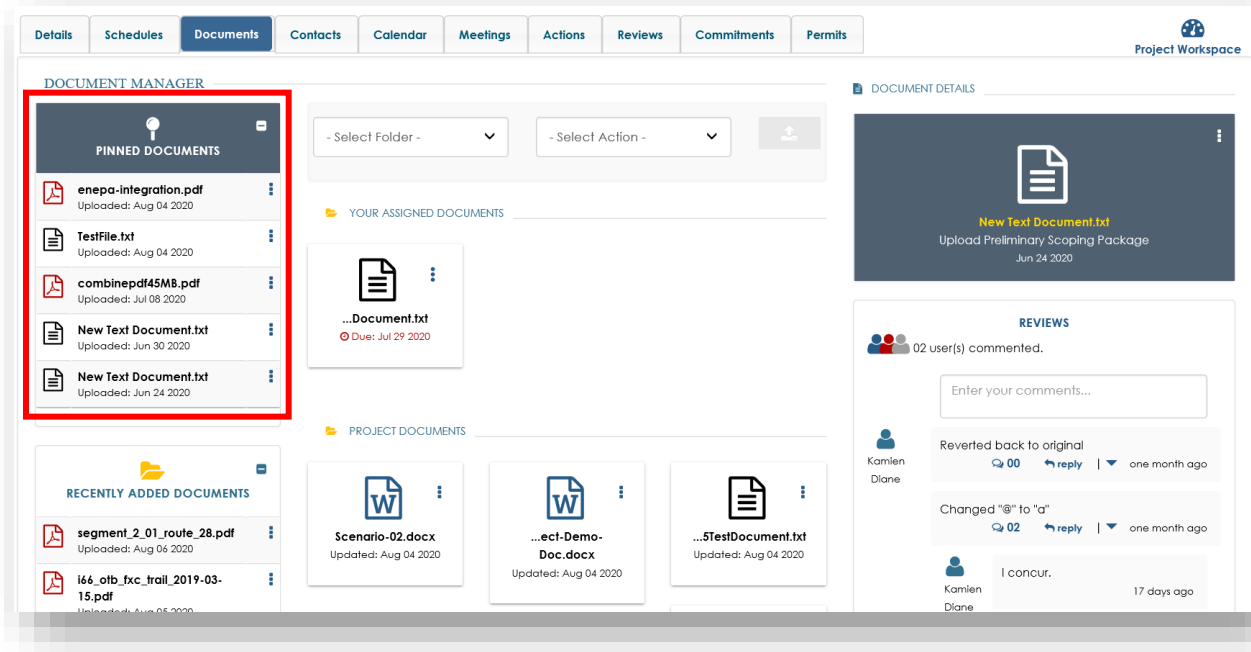 Details
Schedules
Documents
Contacts
Calendar
Meetings
Actions
Reviews
Commitments
Permits
Project Workspace
DOCUMENT MANAGER
PINNED DOCUMENTS
enepa-integration.pdf
Uploaded: Aug 04 2020
TestFile.txt
Uploaded: Aug 04 2020
combinepdf45MB.pdf
Uploaded: Jul 08 2020
New Text Document.txt
Uploaded: Jun 30 2020
New Text Document.txt
Uploaded: Jun 24 2020
RECENTLY ADDED DOCUMENTS
segment_2_01_route_28.pdf
Uploaded: Aug 06 2020
i66_otb_fxc_trail_2019-03-
15.pdf
Uploaded: Aug 05 2020
- Select Folder -
- Select Action -
YOUR ASSIGNED DOCUMENTS
...Document.txt
Due: Jul 29 2020
PROJECT DOCUMENTS
W
Scenario-02.docx
Updated: Aug 04 2020
W
...ect-Demo-
Doc.docx
Updated: Aug 04 2020
...5TestDocument.txt
Updated: Aug 04 2020
DOCUMENT DETAILS
New Text Document.txt
Upload Preliminary Scoping Package
Jun 24 2020
REVIEWS
02 user(s) commented.
Enter your comments...
Kamien
Diane
Reverted back to original
00 reply | one month ago
Changed "@" to "a"
02 reply | one month ago
Kamien
Diane
I concur.
17 days ago